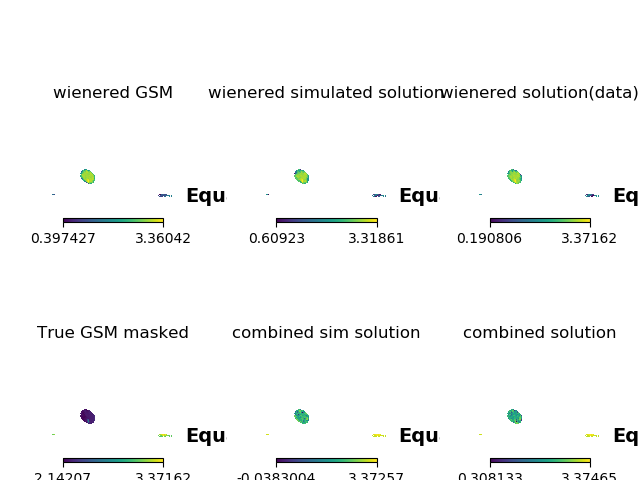 wienered GSM
wienered simulated solution
wienered solution(data)
Equ
Equ
Eq
0.397427 3.36042
0.60923 3.31861
0.190806 3.37162
True GSM masked
combined sim solution
combined solution
Equ
Equ
Eq
2.14207 3.37162
-0.0383004 3.37257
0.308133 3.37465